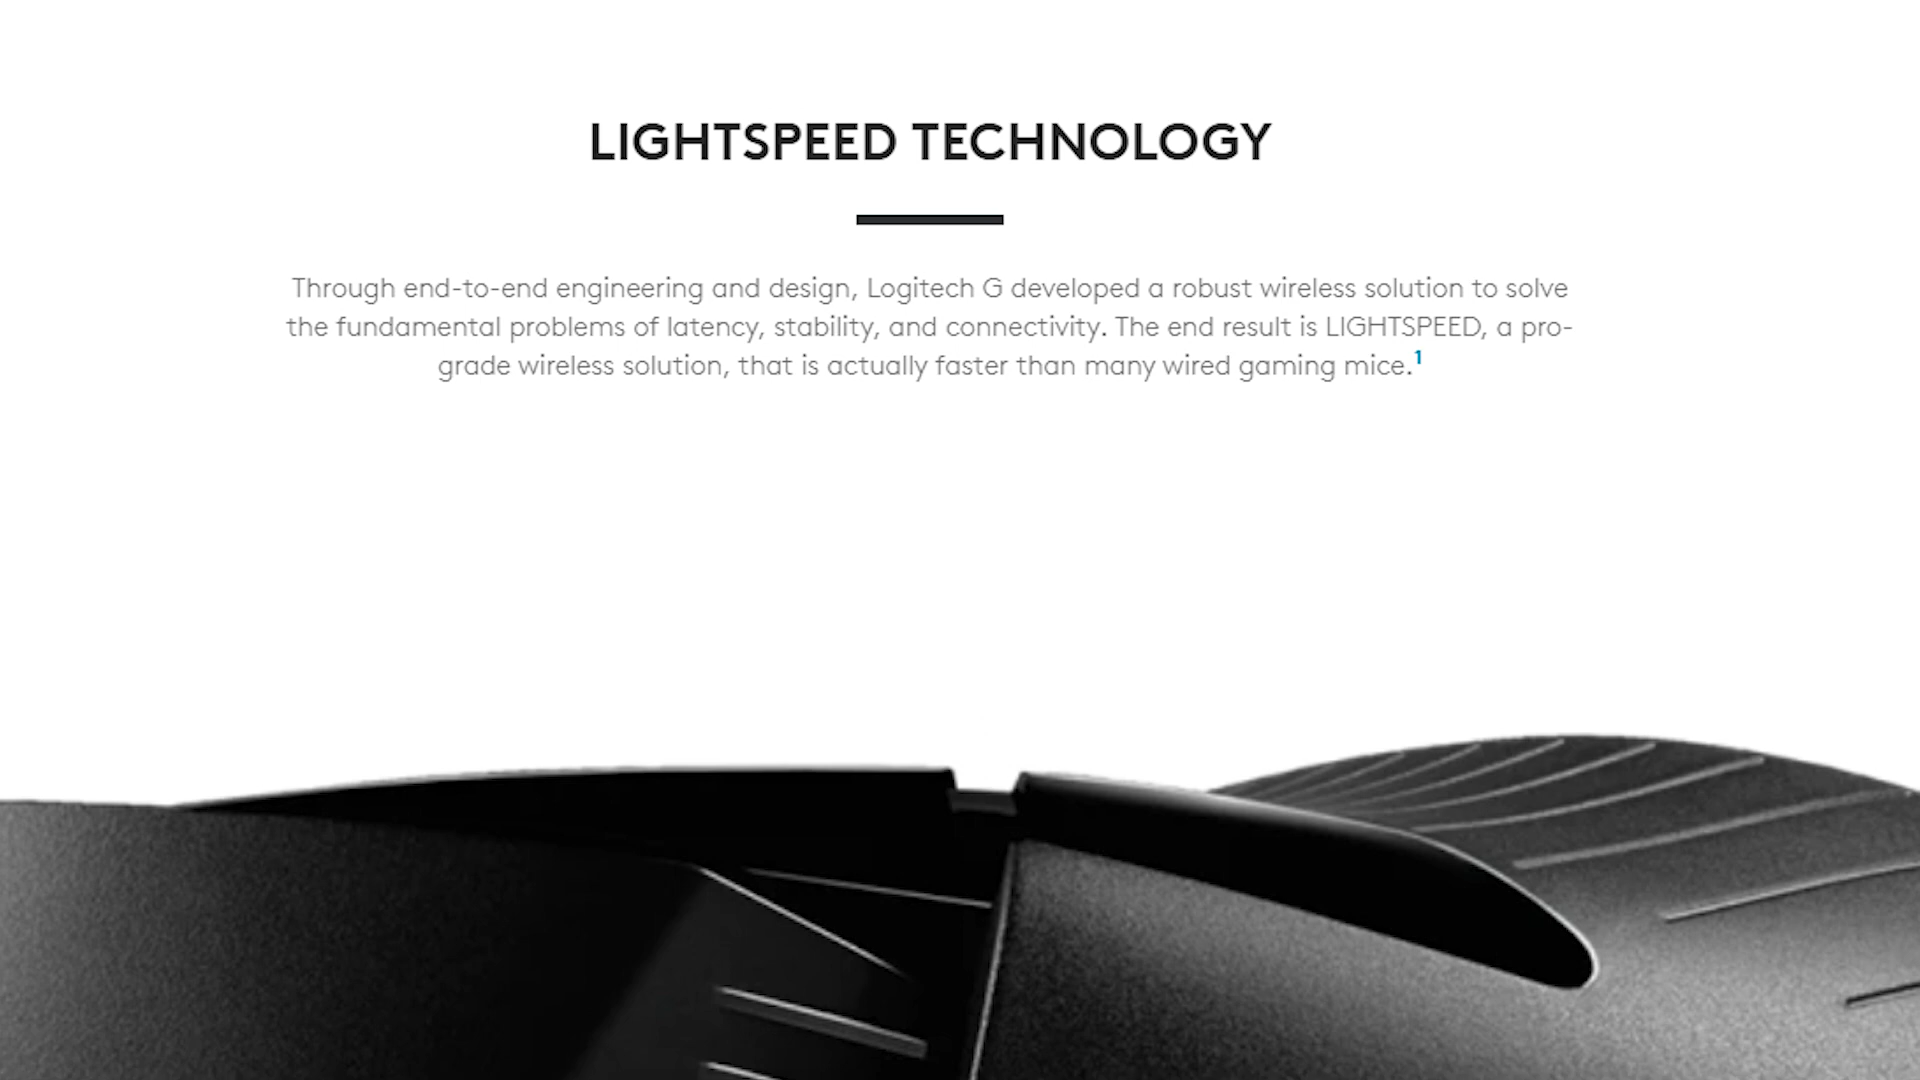 LIGHTSPEED TECHNOLOGY
Through end-to-end engineering and design, Logitech G developed a robust wireless solution to solve
the fundamental problems of latency, stability, and connectivity. The end result is LIGHTSPEED, a pro-
grade wireless solution, that is actually faster than many wired gaming mice.1